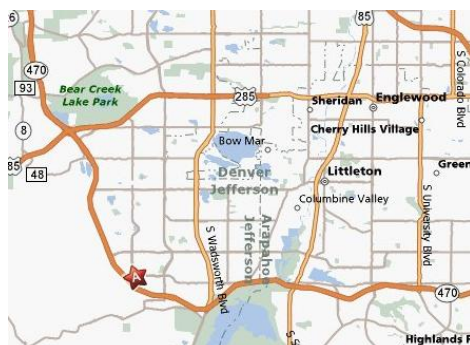 85
S Colorado Blvd
470
93
Bear Creek
Lake Park
285
Englewood
Sheridan
8
Cherry Hills Village
Bow Mar
85
48
Denver
Jefferson
Littleton
Green
Columbine Valley
S University Blvd
S Wadsworth Blvd
Arapahoe
Jefferson
A
470
Highlands